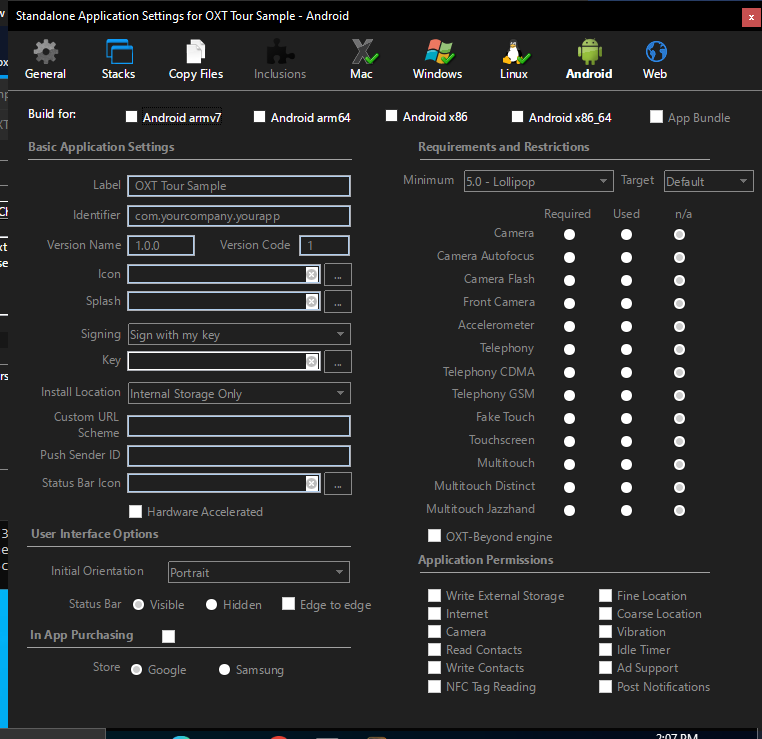 Standalone Application Settings for OXT Tour Sample - Android
General Stacks Copy Files Inclusions Mac Windows Linux Android Web
Build for: Android armv7 Android arm64 Android x86 Android x86_64 App Bundle
Basic Application Settings
Label OXT Tour Sample
Identifier com.yourcompany.yourapp
Version Name 1.0.0 Version Code 1
Icon ...
Splash ...
Signing Sign with my key
Key ...
Install Location Internal Storage Only
Custom URL
Scheme
Push Sender ID
Status Bar Icon ...
Hardware Accelerated
User Interface Options
Initial Orientation Portrait
Status Bar Visible Hidden Edge to edge
In App Purchasing
Store Google Samsung
Requirements and Restrictions
Minimum 5.0 - Lollipop Target Default
Required Used n/a
Camera
Camera Autofocus
Camera Flash
Front Camera
Accelerometer
Telephony
Telephony CDMA
Telephony GSM
Fake Touch
Touchscreen
Multitouch
Multitouch Distinct
Multitouch Jazzhand
OXT-Beyond engine
Application Permissions
Write External Storage Fine Location
Internet Coarse Location
Camera Vibration
Read Contacts Idle Timer
Write Contacts Ad Support
NFC Tag Reading Post Notifications
2:07 PM